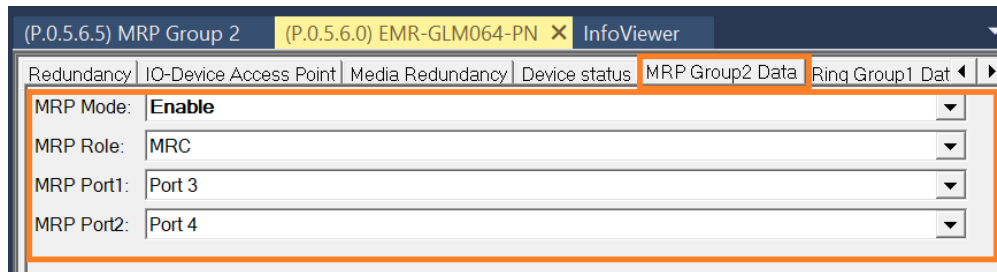 (P.0.5.6.5) MRP Group 2 (P.0.5.6.0) EMR-GLM064-PN InfoViewer
Redundancy IO-Device Access Point Media Redundancy Device status MRP Group2 Data Ring Group1 Dat
MRP Mode: Enable
MRP Role: MRC
MRP Port1: Port 3
MRP Port2: Port 4